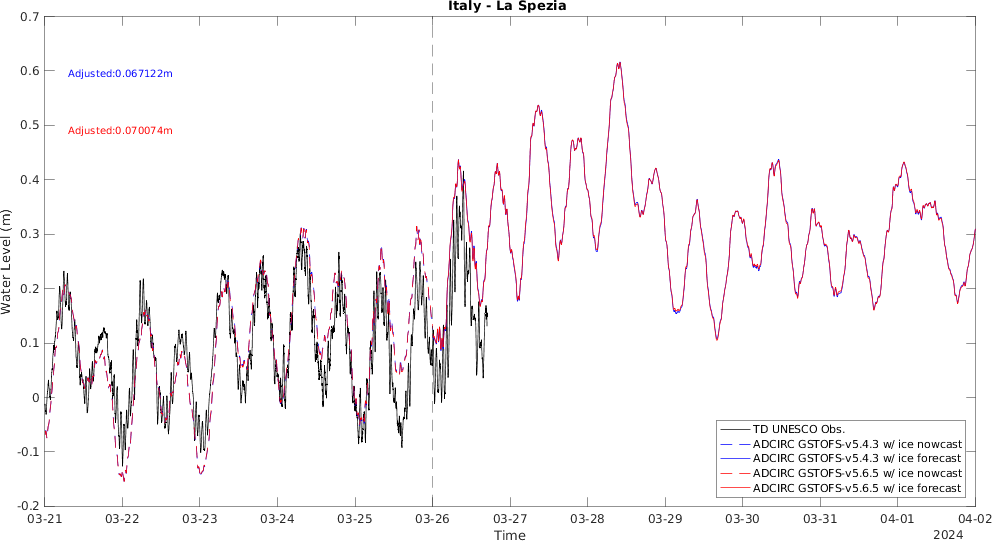 Italy - La Spezia
0.7
0.6
0.5
0.4
0.3
0.2
0.1
0
-0.1
-0.2
Water Level (m)
Adjusted:0.067122m
Adjusted:0.070074m
TD UNESCO Obs.
ADCIRC GSTOFS-v5.4.3 w/ ice nowcast
ADCIRC GSTOFS-v5.4.3 w/ ice forecast
ADCIRC GSTOFS-v5.6.5 w/ ice nowcast
ADCIRC GSTOFS-v5.6.5 w/ ice forecast
03-21 03-22 03-23 03-24 03-25 03-26 03-27 03-28 03-29 03-30 03-31 04-01 04-02
Time
2024